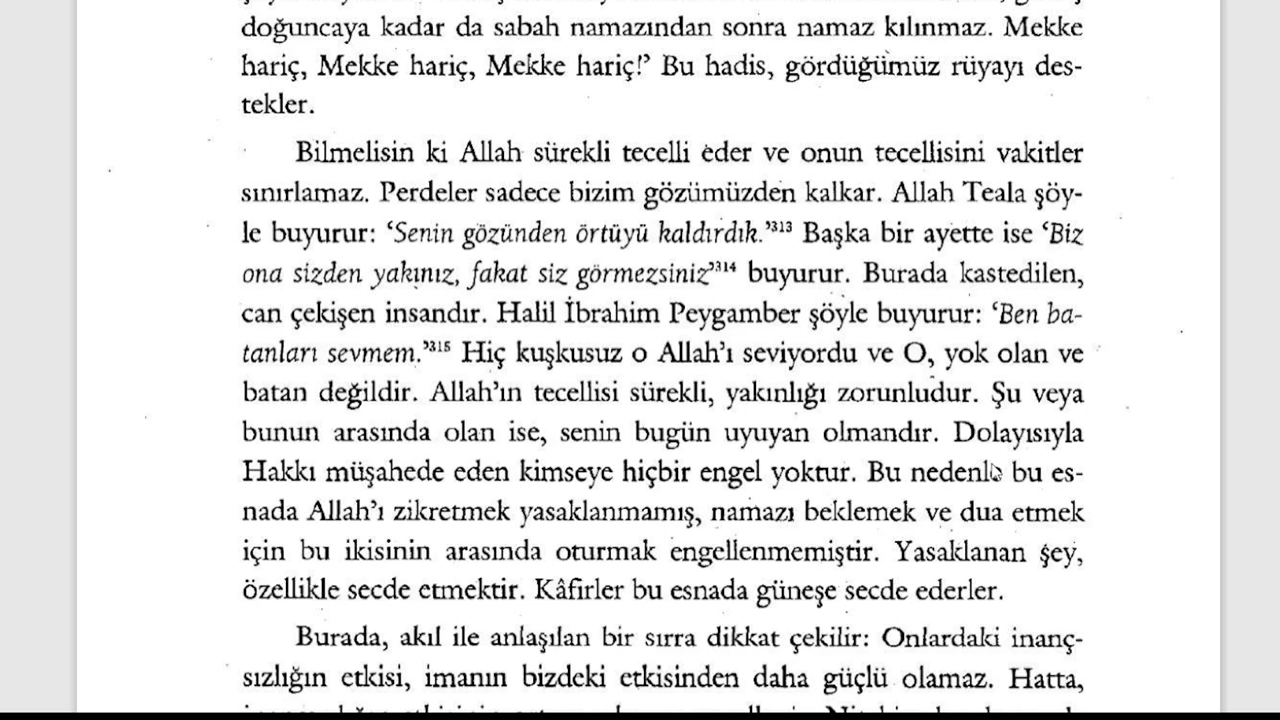 doğuncaya kadar da sabah namazından sonra namaz kılınmaz. Mekke
hariç, Mekke hariç, Mekke hariç!’ Bu hadis, gördüğümüz rüyayı des-
tekler.
Bilmelisin ki Allah sürekli tecelli eder ve onun tecellisini vakitler
sınırlamaz. Perdeler sadece bizim gözümüzden kalkar. Allah Teala şöy-
le buyurur: ‘Senin gözünden örtüyü kaldırdık.’³¹³ Başka bir ayette ise ‘Biz
ona sizden yakınız, fakat siz görmezsiniz’³¹⁴ buyurur. Burada kastedilen,
can çekişen insandır. Halil İbrahim Peygamber şöyle buyurur: ‘Ben ba-
tanları sevmem.’³¹⁵ Hiç kuşkusuz o Allah’ı seviyordu ve O, yok olan ve
batan değildir. Allah’ın tecellisi sürekli, yakınlığı zorunludur. Şu veya
bunun arasında olan ise, senin bugün uyuyan olmandır. Dolayısıyla
Hakkı müşahede eden kimseye hiçbir engel yoktur. Bu nedenle bu es-
nada Allah’ı zikretmek yasaklanmamış, namazı beklemek ve dua etmek
için bu ikisinin arasında oturmak engellenmemiştir. Yasaklanan şey,
özellikle secde etmektir. Kâfirler bu esnada güneşe secde ederler.
Burada, akıl ile anlaşılan bir sırra dikkat çekilir: Onlardaki inanç-
sızlığın etkisi, imanın bizdeki etkisinden daha güçlü olamaz. Hatta,